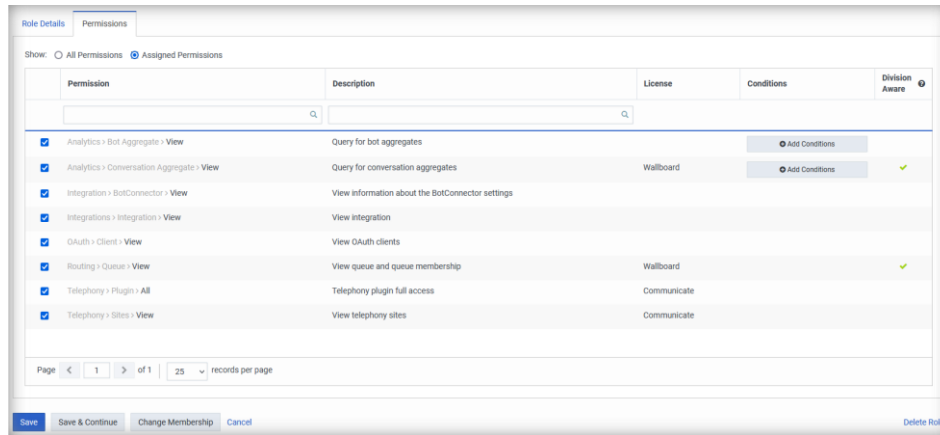 Role Details Permissions
Show: All Permissions Assigned Permissions
Permission Description License Conditions Division Aware
Analytics > Bot Aggregate > View Query for bot aggregates Add Conditions
Analytics > Conversation Aggregate > View Query for conversation aggregates Wallboard Add Conditions
Integration > BotConnector > View View information about the BotConnector settings
Integrations > Integration > View View integration
OAuth > Client > View View OAuth clients
Routing > Queue > View View queue and queue membership Wallboard
Telephony > Plugin > All Telephony plugin full access Communicate
Telephony > Sites > View View telephony sites Communicate
Page < 1 > of 1 25 records per page
Save Save & Continue Change Membership Cancel Delete Rol